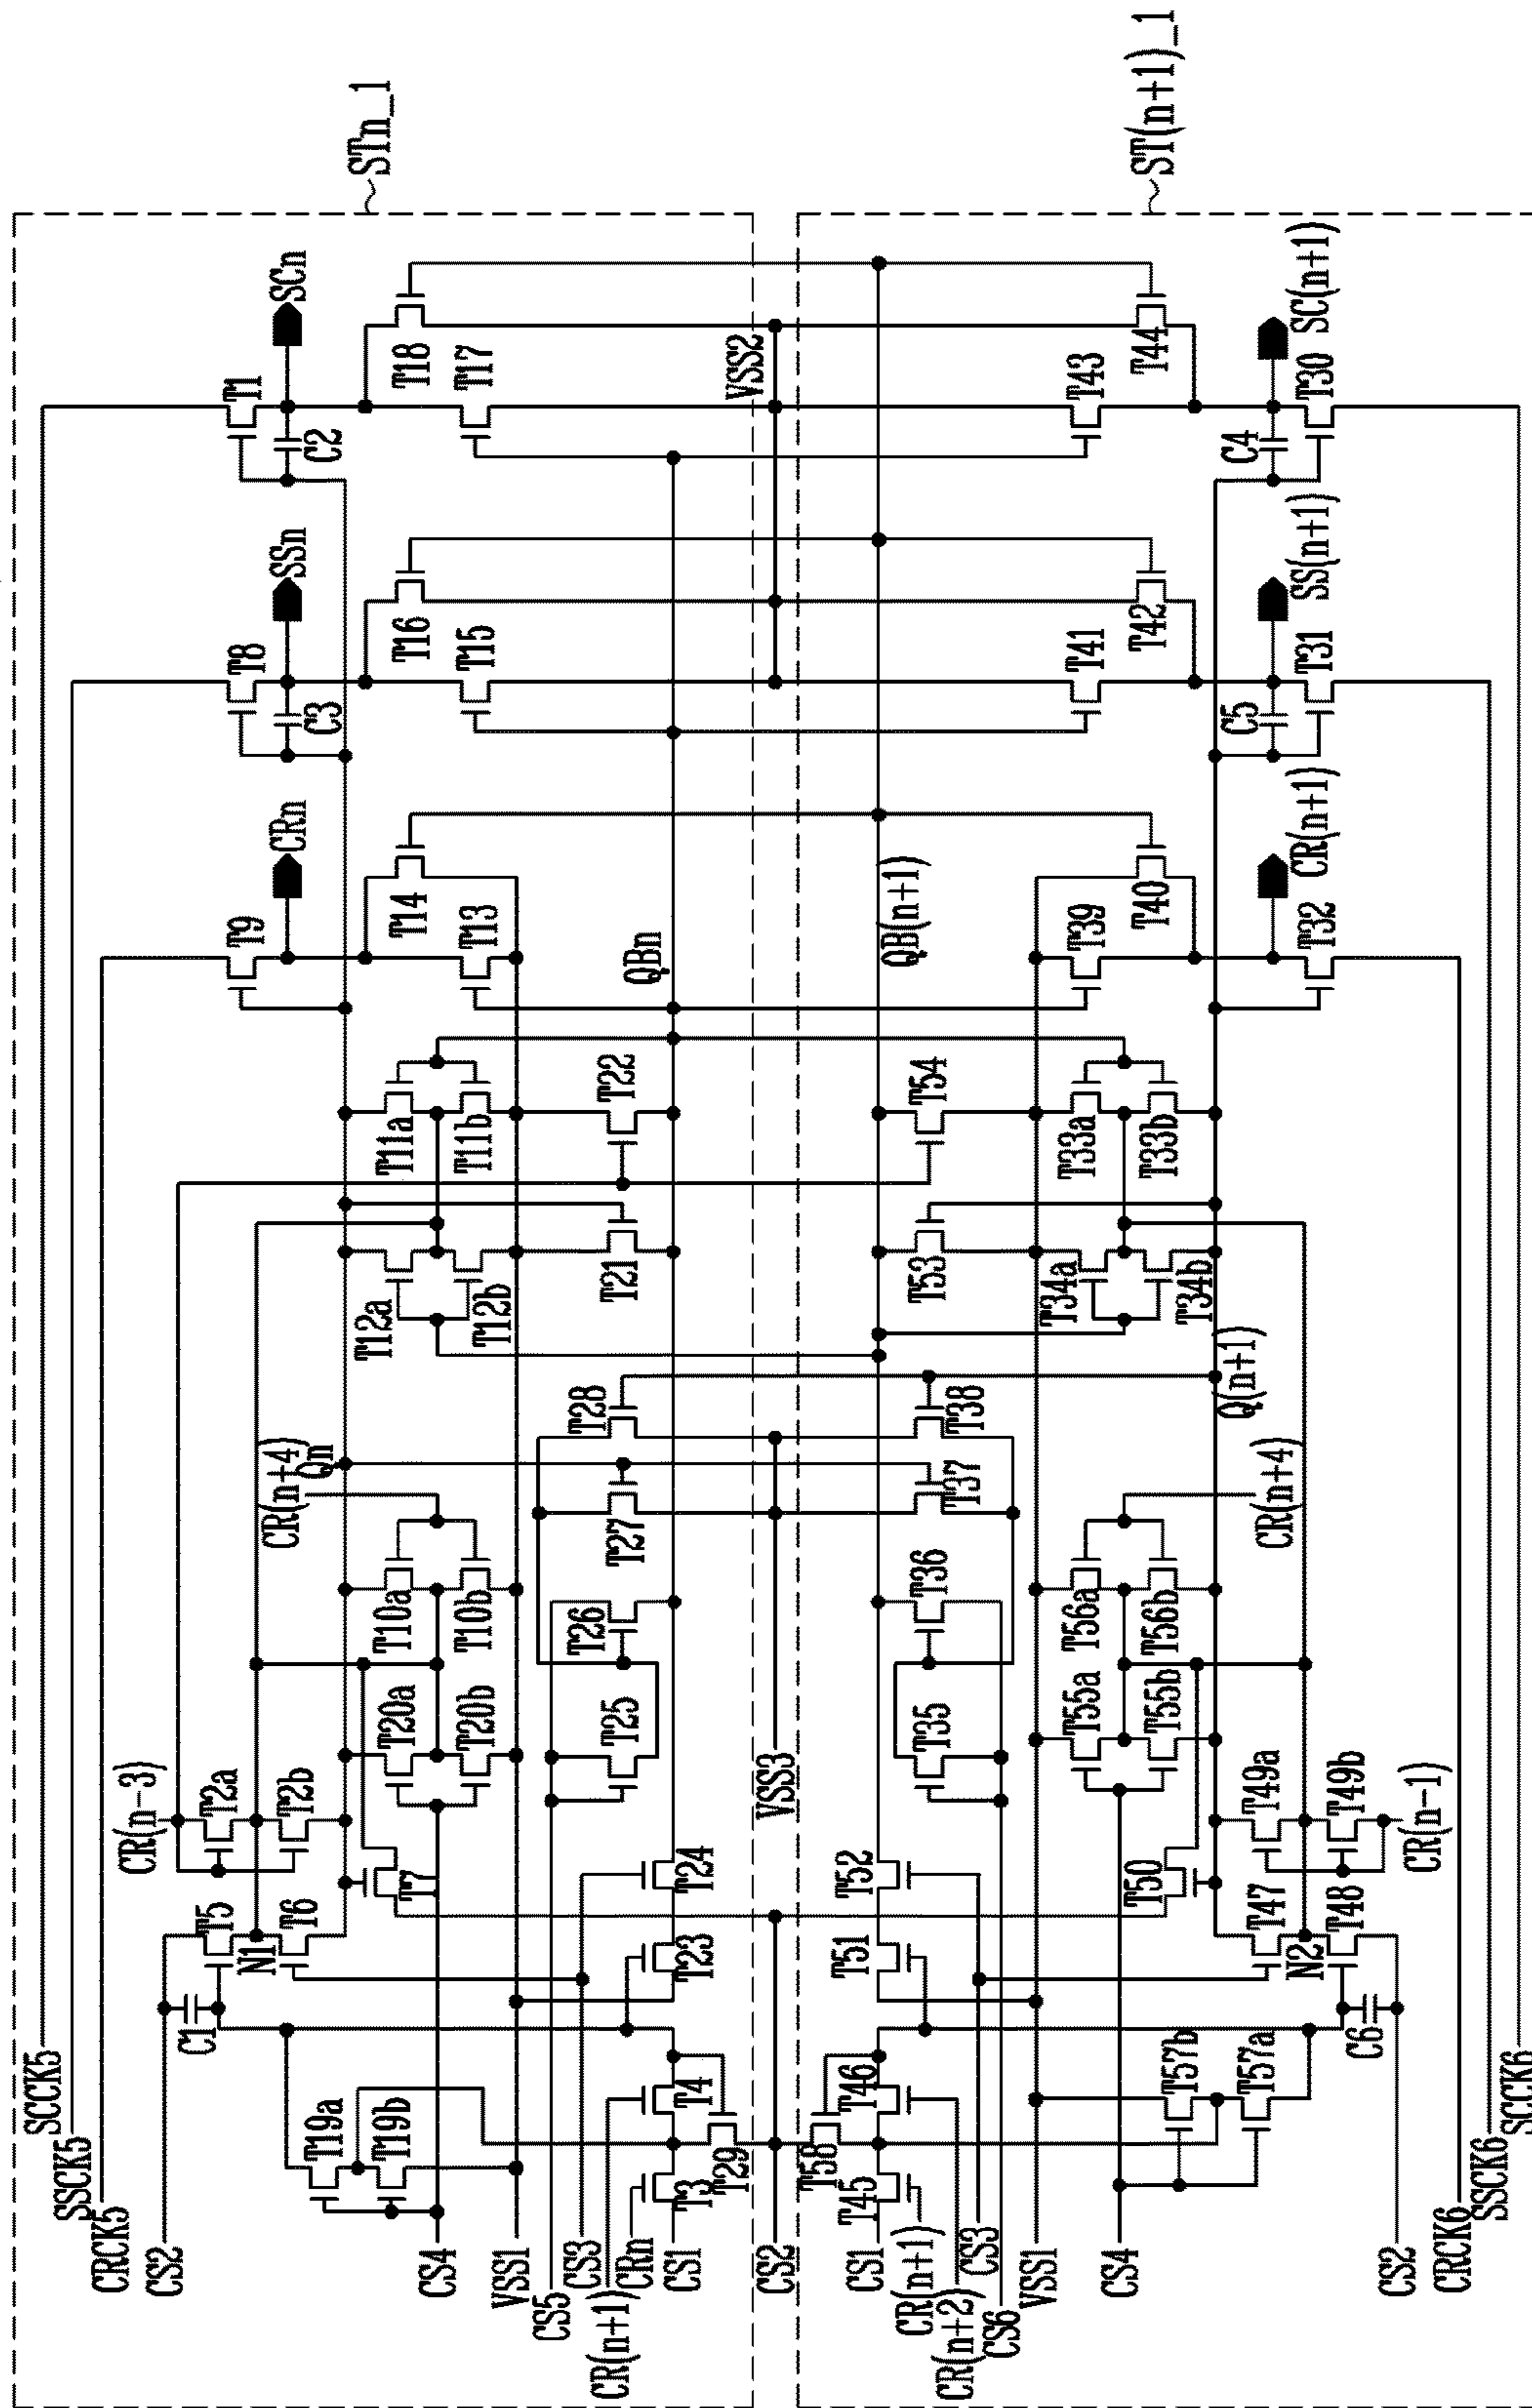 STn_1
ST(n+1)_1
SCCK5
SSCK5
CRCK5
CS2
CS4
VSS1
CS5
CS3
CR(n+1)
CRn
CS1
CS2
CS1
CR(n+1)
CR(n+2)
CS3
CS6
VSS1
CS4
CS2
CRCK6
SSCK6
SCCK6
T19a
T19b
C1
T3
T4
T29
T58
T45
T46
T57b
T57a
C6
CR(n-3)
T2a
T2b
T5
N1
T6
T7
T23
T24
T51
T52
T50
T47
N2
T48
T49a
T49b
CR(n-1)
CR(n+4)
Qn
T20a
T20b
T10a
T10b
T25
T26
T27
T28
VSS3
T35
T36
T37
T38
T55a
T55b
T56a
T56b
CR(n+4)
Q(n+1)
T12a
T12b
T11a
T11b
T21
T22
T53
T54
T34a
T34b
T33a
T33b
T9
CRn
T14
T13
QBn
QB(n+1)
T39
T40
T32
CR(n+1)
T8
SSn
C3
T16
T15
T41
T42
C5
T31
SS(n+1)
T1
SCn
C2
T18
T17
VSS2
T43
T44
C4
T30
SC(n+1)